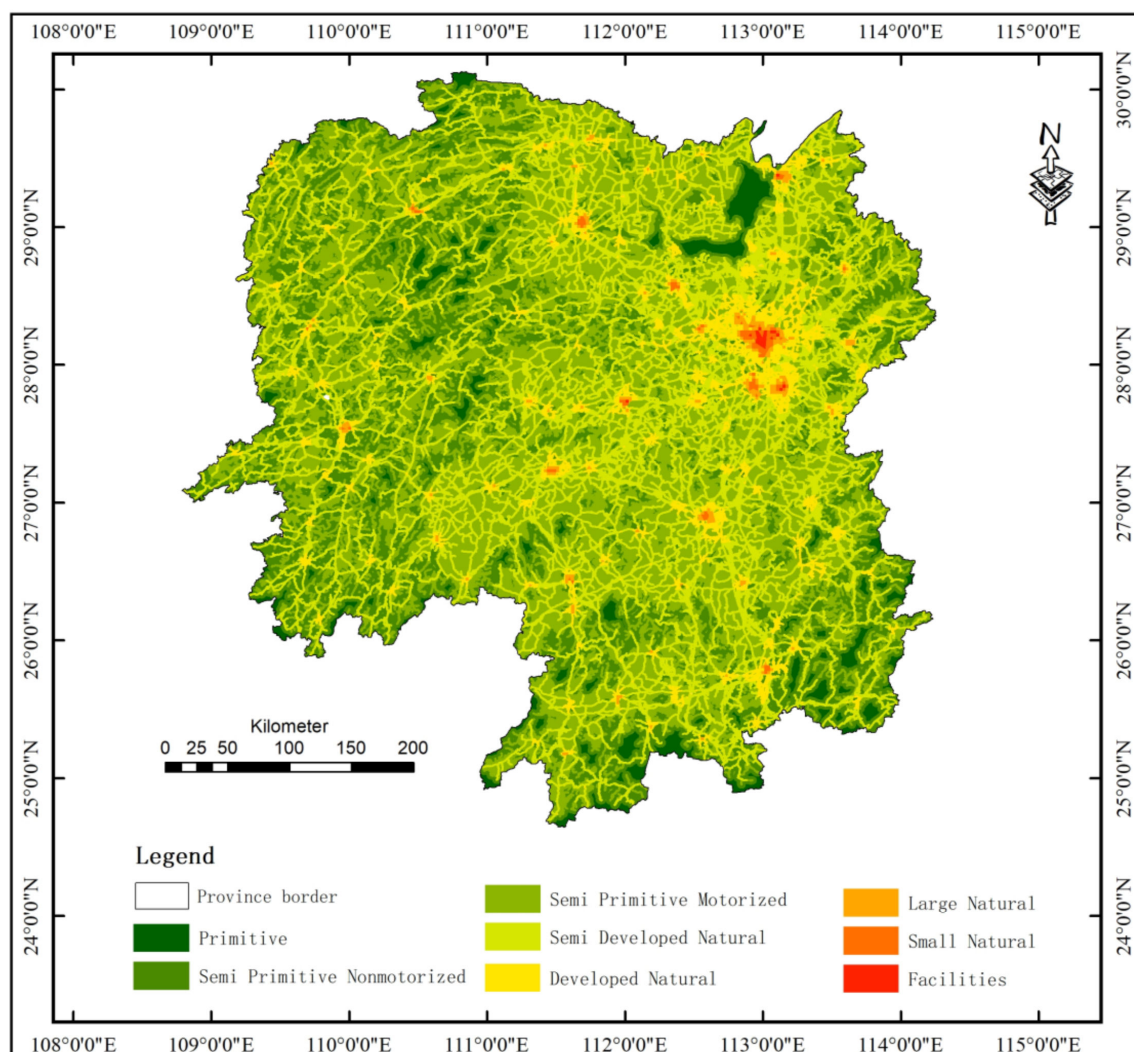 108°0'0"E 109°0'0"E 110°0'0"E 111°0'0"E 112°0'0"E 113°0'0"E 114°0'0"E 115°0'0"E
30°0'0"N
29°0'0"N 29°0'0"N
28°0'0"N 28°0'0"N
27°0'0"N 27°0'0"N
26°0'0"N 26°0'0"N
25°0'0"N 25°0'0"N
24°0'0"N 24°0'0"N
N
Kilometer
0 25 50 100 150 200
Legend
Province border
Primitive
Semi Primitive Nonmotorized
Semi Primitive Motorized
Semi Developed Natural
Developed Natural
Large Natural
Small Natural
Facilities
108°0'0"E 109°0'0"E 110°0'0"E 111°0'0"E 112°0'0"E 113°0'0"E 114°0'0"E 115°0'0"E